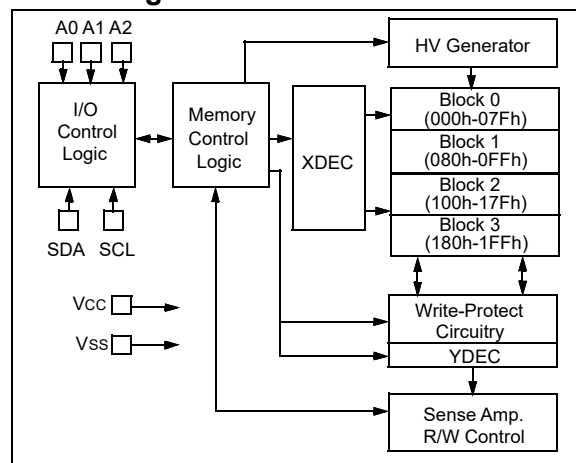 A0 A1 A2
HV Generator
I/O
Control
Logic
Memory
Control
Logic
XDEC
Block 0
(000h-07Fh)
Block 1
(080h-0FFh)
Block 2
(100h-17Fh)
Block 3
(180h-1FFh)
SDA SCL
VCC
VSS
Write-Protect
Circuitry
YDEC
Sense Amp.
R/W Control